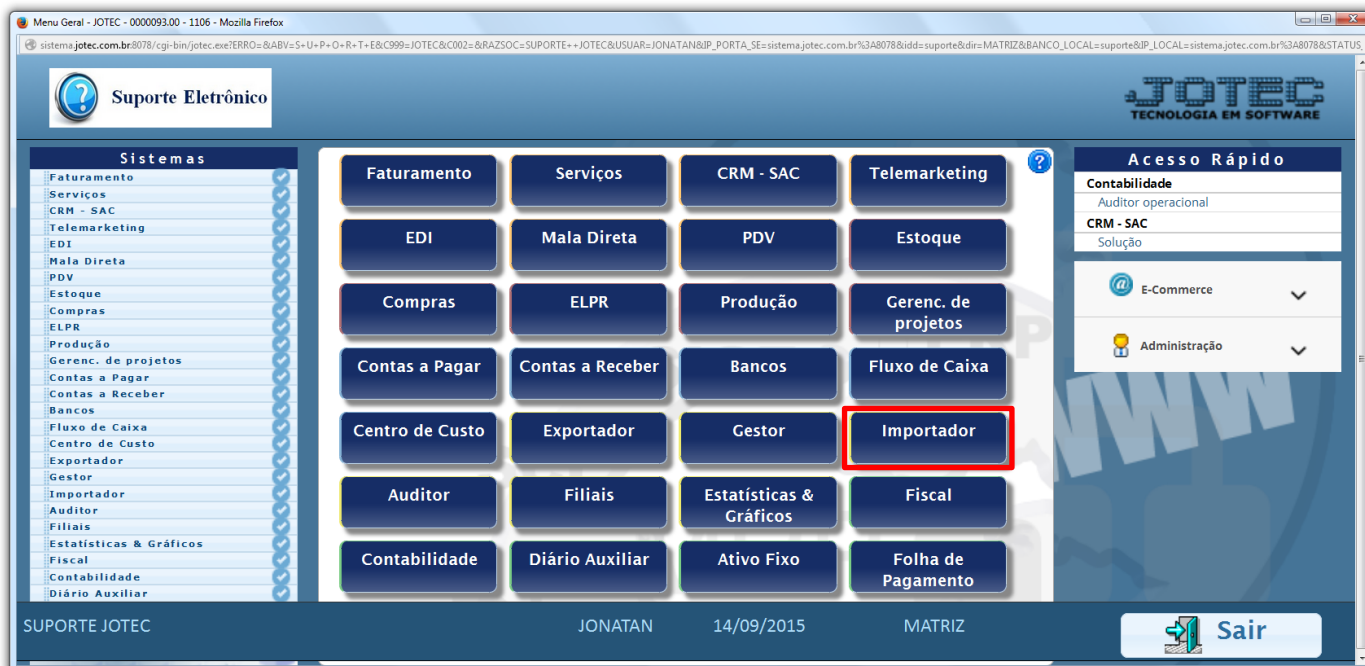 Menu Geral - JOTEC - 0000093.00 - 1106 - Mozilla Firefox
sistema.jotec.com.br:8078/cgi-bin/jotec.exe?ERRO=&ABV=S+U+P+O+R+T+E&C999=JOTEC&C002=&RAZSOC=SUPORTE++JOTEC&USUAR=JONATAN&IP_PORTA_SE=sistema.jotec.com.br%3A8078&idd=suporte&dir=MATRIZ&BANCO_LOCAL=suporte&IP_LOCAL=sistema.jotec.com.br%3A8078&STATUS_
Suporte Eletrônico
JOTEC
TECNOLOGIA EM SOFTWARE
Sistemas
Faturamento
Serviços
CRM - SAC
Telemarketing
EDI
Mala Direta
PDV
Estoque
Compras
ELPR
Produção
Gerenc. de projetos
Contas a Pagar
Contas a Receber
Bancos
Fluxo de Caixa
Centro de Custo
Exportador
Gestor
Importador
Auditor
Filiais
Estatísticas & Gráficos
Fiscal
Contabilidade
Diário Auxiliar
Faturamento
Serviços
CRM - SAC
Telemarketing
EDI
Mala Direta
PDV
Estoque
Compras
ELPR
Produção
Gerenc. de
projetos
Contas a Pagar
Contas a Receber
Bancos
Fluxo de Caixa
Centro de Custo
Exportador
Gestor
Importador
Auditor
Filiais
Estatísticas &
Gráficos
Fiscal
Contabilidade
Diário Auxiliar
Ativo Fixo
Folha de
Pagamento
Acesso Rápido
Contabilidade
Auditor operacional
CRM - SAC
Solução
E-Commerce
Administração
WWW
SUPORTE JOTEC
JONATAN
14/09/2015
MATRIZ
Sair